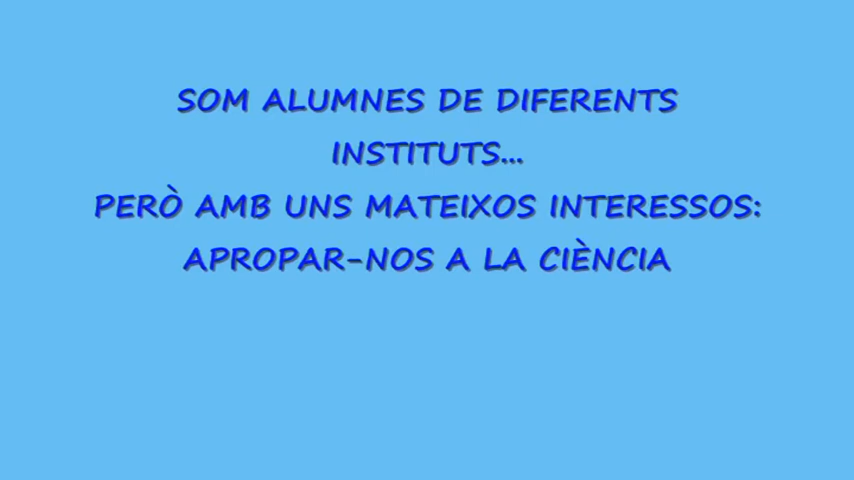 SOM ALUMNES DE DIFERENTS
INSTITUTS...
PERÒ AMB UNS MATEIXOS INTERESSOS:
APROPAR-NOS A LA CIÈNCIA